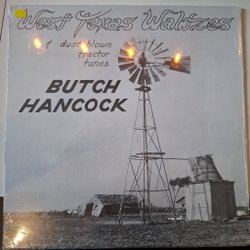 West Texas Waltzes
& dust-blown
tractor
tunes
BUTCH
HANCOCK